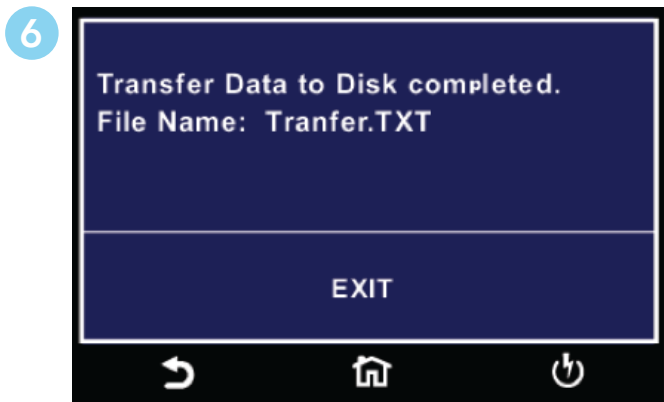 6
Transfer Data to Disk completed.
File Name: Tranfer.TXT
EXIT